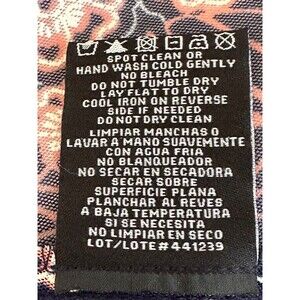 SPOT CLEAN OR
HAND WASH COLD GENTLY
NO BLEACH
DO NOT TUMBLE DRY
LAY FLAT TO DRY
COOL IRON ON REVERSE
SIDE IF NEEDED
DO NOT DRY CLEAN
LIMPIAR MANCHAS O
LAVAR A MANO SUAVEMENTE
CON AGUA FRIA
NO BLANQUEADOR
NO SECAR EN SECADORA
SECAR SOBRE
SUPERFICIE PLANA
PLANCHAR AL REVES
A BAJA TEMPERATURA
SI SE NECESITA
NO LIMPIAR EN SECO
LOT/LOTE #441239